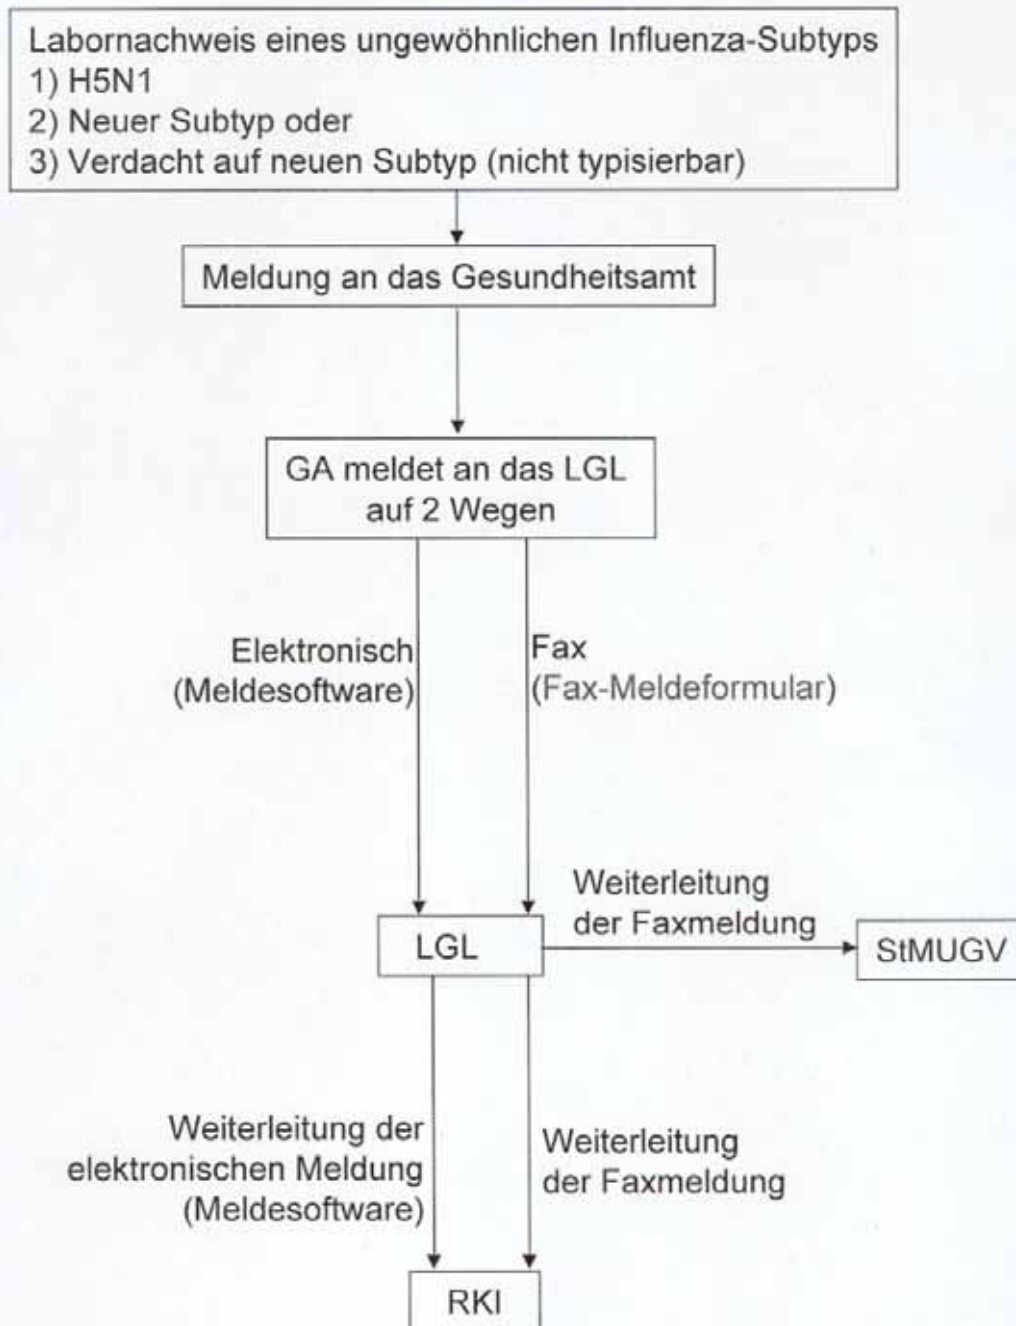 Labornachweis eines ungewöhnlichen Influenza-Subtyps
1) H5N1
2) Neuer Subtyp oder
3) Verdacht auf neuen Subtyp (nicht typisierbar)
Meldung an das Gesundheitsamt
GA meldet an das LGL
auf 2 Wegen
Elektronisch
(Meldesoftware)
Fax
(Fax-Meldeformular)
Weiterleitung
der Faxmeldung
LGL
StMUGV
Weiterleitung der
elektronischen Meldung
(Meldesoftware)
Weiterleitung
der Faxmeldung
RKI